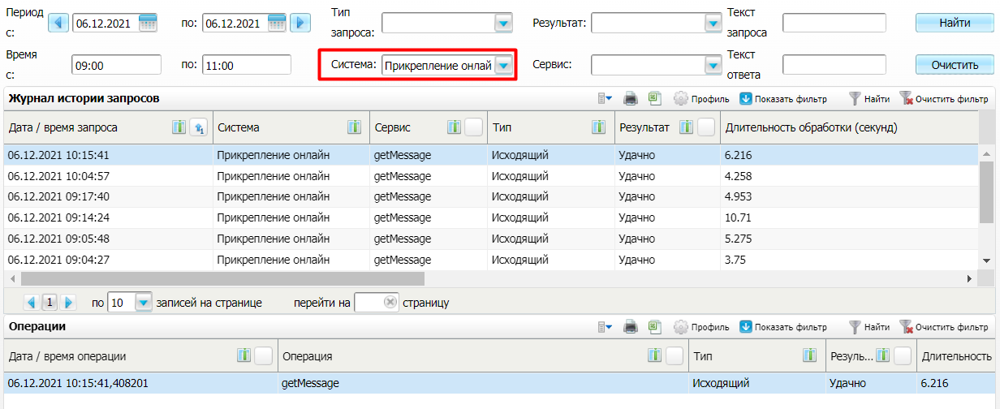 Период с: 06.12.2021 по: 06.12.2021 Тип запроса: Результат: Текст запроса Найти
Время с: 09:00 по: 11:00 Система: Прикрепление онлай Сервис: Текст ответа Очистить
Журнал истории запросов Профиль Показать фильтр Найти Очистить фильтр
Дата / время запроса 1 Система Сервис Тип Результат Длительность обработки (секунд)
06.12.2021 10:15:41 Прикрепление онлайн getMessage Исходящий Удачно 6.216
06.12.2021 10:04:57 Прикрепление онлайн getMessage Исходящий Удачно 4.258
06.12.2021 09:17:40 Прикрепление онлайн getMessage Исходящий Удачно 4.953
06.12.2021 09:14:24 Прикрепление онлайн getMessage Исходящий Удачно 10.71
06.12.2021 09:05:48 Прикрепление онлайн getMessage Исходящий Удачно 5.275
06.12.2021 09:04:27 Прикрепление онлайн getMessage Исходящий Удачно 3.75
1 по 10 записей на странице перейти на страницу
Операции Профиль Показать фильтр Найти Очистить фильтр
Дата / время операции Операция Тип Резуль... Длительность
06.12.2021 10:15:41,408201 getMessage Исходящий Удачно 6.216